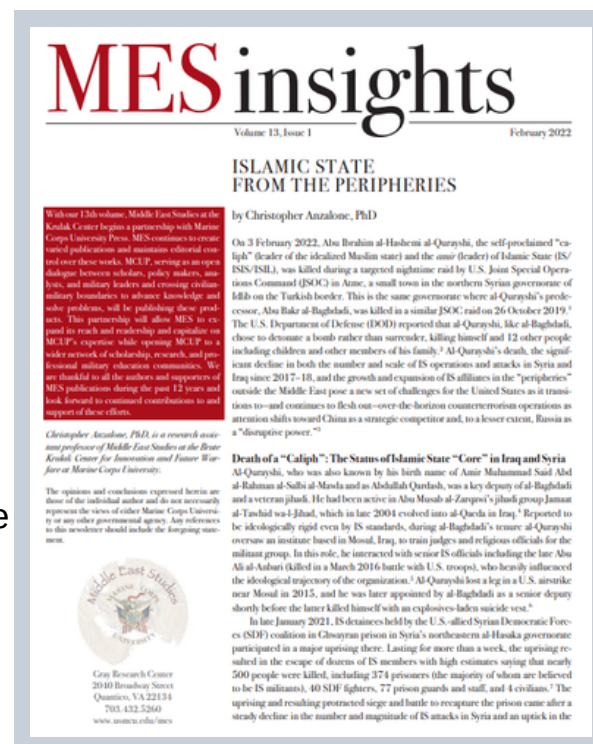 MES insights
Volume 13, Issue 1
February 2022
ISLAMIC STATE
FROM THE PERIPHERIES
With our 13th volume, Middle East Studies at the
Krulak Center begins a partnership with Marine
Corps University Press. MES continues to create
varied publications and maintains editorial con-
trol over these works. MCUP, serving as an open
dialogue between scholars, policy makers, ana-
lysts, and military leaders and crossing civilian-
military boundaries to advance knowledge and
solve problems, will be publishing these prod-
ucts. This partnership will allow MES to ex-
pand its reach and readership and capitalize on
MCUP's expertise while opening MCUP to a
wider network of scholarship, research, and pro-
fessional military education communities. We
are thankful to all the authors and supporters of
MES publications during the past 12 years and
look forward to continued contributions to and
support of these efforts.
Christopher Anzalone, PhD, is a research assis-
tant professor of Middle East Studies at the Brute
Krulak Center for Innovation and Future War-
fare at Marine Corps University.
The opinions and conclusions expressed herein are
those of the individual author and do not necessarily
represent the views of either Marine Corps Universi-
ty or any other governmental agency. Any references
to this newsletter should include the foregoing state-
ment.
e
Middle East Studies
MARINE CORPS
UNIVERSITY
Gray Research Center
2040 Broadway Street
Quantico, VA 22134
703.432.5260
www.usmcu.edu/mes
by Christopher Anzalone, PhD
On 3 February 2022, Abu Ibrahim al-Hashemi al-Qurayshi, the self-proclaimed "ca-
liph" (leader of the idealized Muslim state) and the amir (leader) of Islamic State (IS/
ISIS/ISIL), was killed during a targeted nighttime raid by U.S. Joint Special Opera-
tions Command (JSOC) in Atme, a small town in the northern Syrian governorate of
Idlib on the Turkish border. This is the same governorate where al-Qurayshi's prede-
cessor, Abu Bakr al-Baghdadi, was killed in a similar JSOC raid on 26 October 2019.1
The U.S. Department of Defense (DOD) reported that al-Qurayshi, like al-Baghdadi,
chose to detonate a bomb rather than surrender, killing himself and 12 other people
including children and other members of his family.2 Al-Qurayshi's death, the signif-
icant decline in both the number and scale of IS operations and attacks in Syria and
Iraq since 2017–18, and the growth and expansion of IS affiliates in the "peripheries"
outside the Middle East pose a new set of challenges for the United States as it transi-
tions to—and continues to flesh out—over-the-horizon counterterrorism operations as
attention shifts toward China as a strategic competitor and, to a lesser extent, Russia as
a "disruptive power."3
Death of a "Caliph": The Status of Islamic State "Core" in Iraq and Syria
Al-Qurayshi, who was also known by his birth name of Amir Muhammad Said Abd
al-Rahman al-Salbi al-Mawla and as Abdullah Qardash, was a key deputy of al-Baghdadi
and a veteran jihadi. He had been active in Abu Musab al-Zarqawi's jihadi group Jamaat
al-Tawhid wa-l-Jihad, which in late 2004 evolved into al-Qaeda in Iraq.4 Reported to
be ideologically rigid even by IS standards, during al-Baghdadi's tenure al-Qurayshi
oversaw an institute based in Mosul, Iraq, to train judges and religious officials for the
militant group. In this role, he interacted with senior IS officials including the late Abu
Ali al-Anbari (killed in a March 2016 battle with U.S. troops), who heavily influenced
the ideological trajectory of the organization.5 Al-Qurayshi lost a leg in a U.S. airstrike
near Mosul in 2015, and he was later appointed by al-Baghdadi as a senior deputy
shortly before the latter killed himself with an explosives-laden suicide vest.6
In late January 2021, IS detainees held by the U.S.-allied Syrian Democratic Forc-
es (SDF) coalition in Ghwayran prison in Syria's northeastern al-Hasaka governorate
participated in a major uprising there. Lasting for more than a week, the uprising re-
sulted in the escape of dozens of IS members with high estimates saying that nearly
500 people were killed, including 374 prisoners (the majority of whom are believed
to be IS militants), 40 SDF fighters, 77 prison guards and staff, and 4 civilians.7 The
uprising and resulting protracted siege and battle to recapture the prison came after a
steady decline in the number and magnitude of IS attacks in Syria and an uptick in the